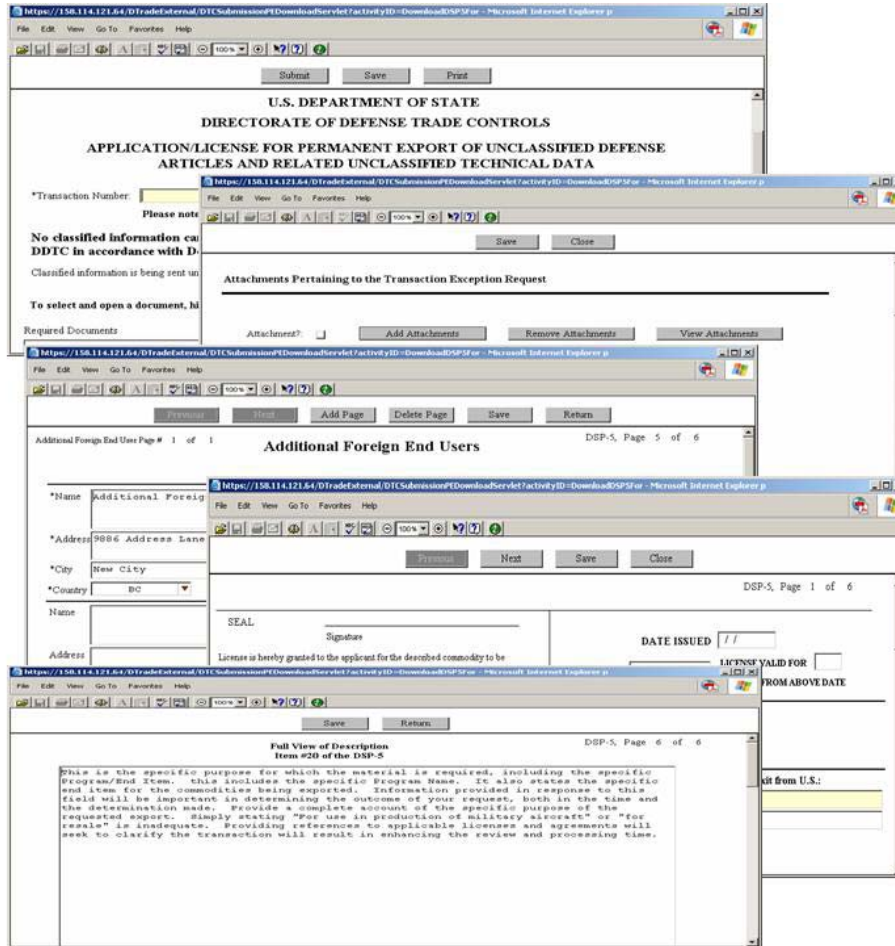 https://158.114.121.64/DTradeExternal/DTCSubmissionPEDownloadServlet?activityID=DownloadDSP5For - Microsoft Internet Explorer p
File Edit View Go To Favorites Help
100%
Submit Save Print
U.S. DEPARTMENT OF STATE
DIRECTORATE OF DEFENSE TRADE CONTROLS
APPLICATION/LICENSE FOR PERMANENT EXPORT OF UNCLASSIFIED DEFENSE
ARTICLES AND RELATED UNCLASSIFIED TECHNICAL DATA
*Transaction Number:
Please note
No classified information ca
DDTC in accordance with D
Classified information is being sent un
To select and open a document, hi
Required Documents
https://158.114.121.64/DTradeExternal/DTCSubmissionPEDownloadServlet?activityID=DownloadDSP5For - Microsoft Internet Explorer p
File Edit View Go To Favorites Help
100%
Save Close
Attachments Pertaining to the Transaction Exception Request
Attachment?: Add Attachments Remove Attachments View Attachments
https://158.114.121.64/DTradeExternal/DTCSubmissionPEDownloadServlet?activityID=DownloadDSP5For - Microsoft Internet Explorer p
File Edit View Go To Favorites Help
100%
Previous Next Add Page Delete Page Save Return
Additional Foreign End User Page # 1 of 1
Additional Foreign End Users
DSP-5, Page 5 of 6
*Name Additional Foreig
*Address 9886 Address Lane
*City New City
*Country BC
Name
Address
https://158.114.121.64/DTradeExternal/DTCSubmissionPEDownloadServlet?activityID=DownloadDSP5For - Microsoft Internet Explorer p
File Edit View Go To Favorites Help
100%
Previous Next Save Close
DSP-5, Page 1 of 6
SEAL
Signature
License is hereby granted to the applicant for the described commodity to be
DATE ISSUED / /
LICENSE VALID FOR
FROM ABOVE DATE
xit from U.S.:
https://158.114.121.64/DTradeExternal/DTCSubmissionPEDownloadServlet?activityID=DownloadDSP5For - Microsoft Internet Explorer p
File Edit View Go To Favorites Help
100%
Save Return
Full View of Description
Item #20 of the DSP-5
DSP-5, Page 6 of 6
This is the specific purpose for which the material is required, including the specific
Program/End Item. this includes the specific Program Name. It also states the specific
end item for the commodities being exported. Information provided in response to this
field will be important in determining the outcome of your request, both in the time and
the determination made. Provide a complete account of the specific purpose of the
requested export. Simply stating "For use in production of military aircraft" or "for
resale" is inadequate. Providing references to applicable licenses and agreements will
seek to clarify the transaction will result in enhancing the review and processing time.